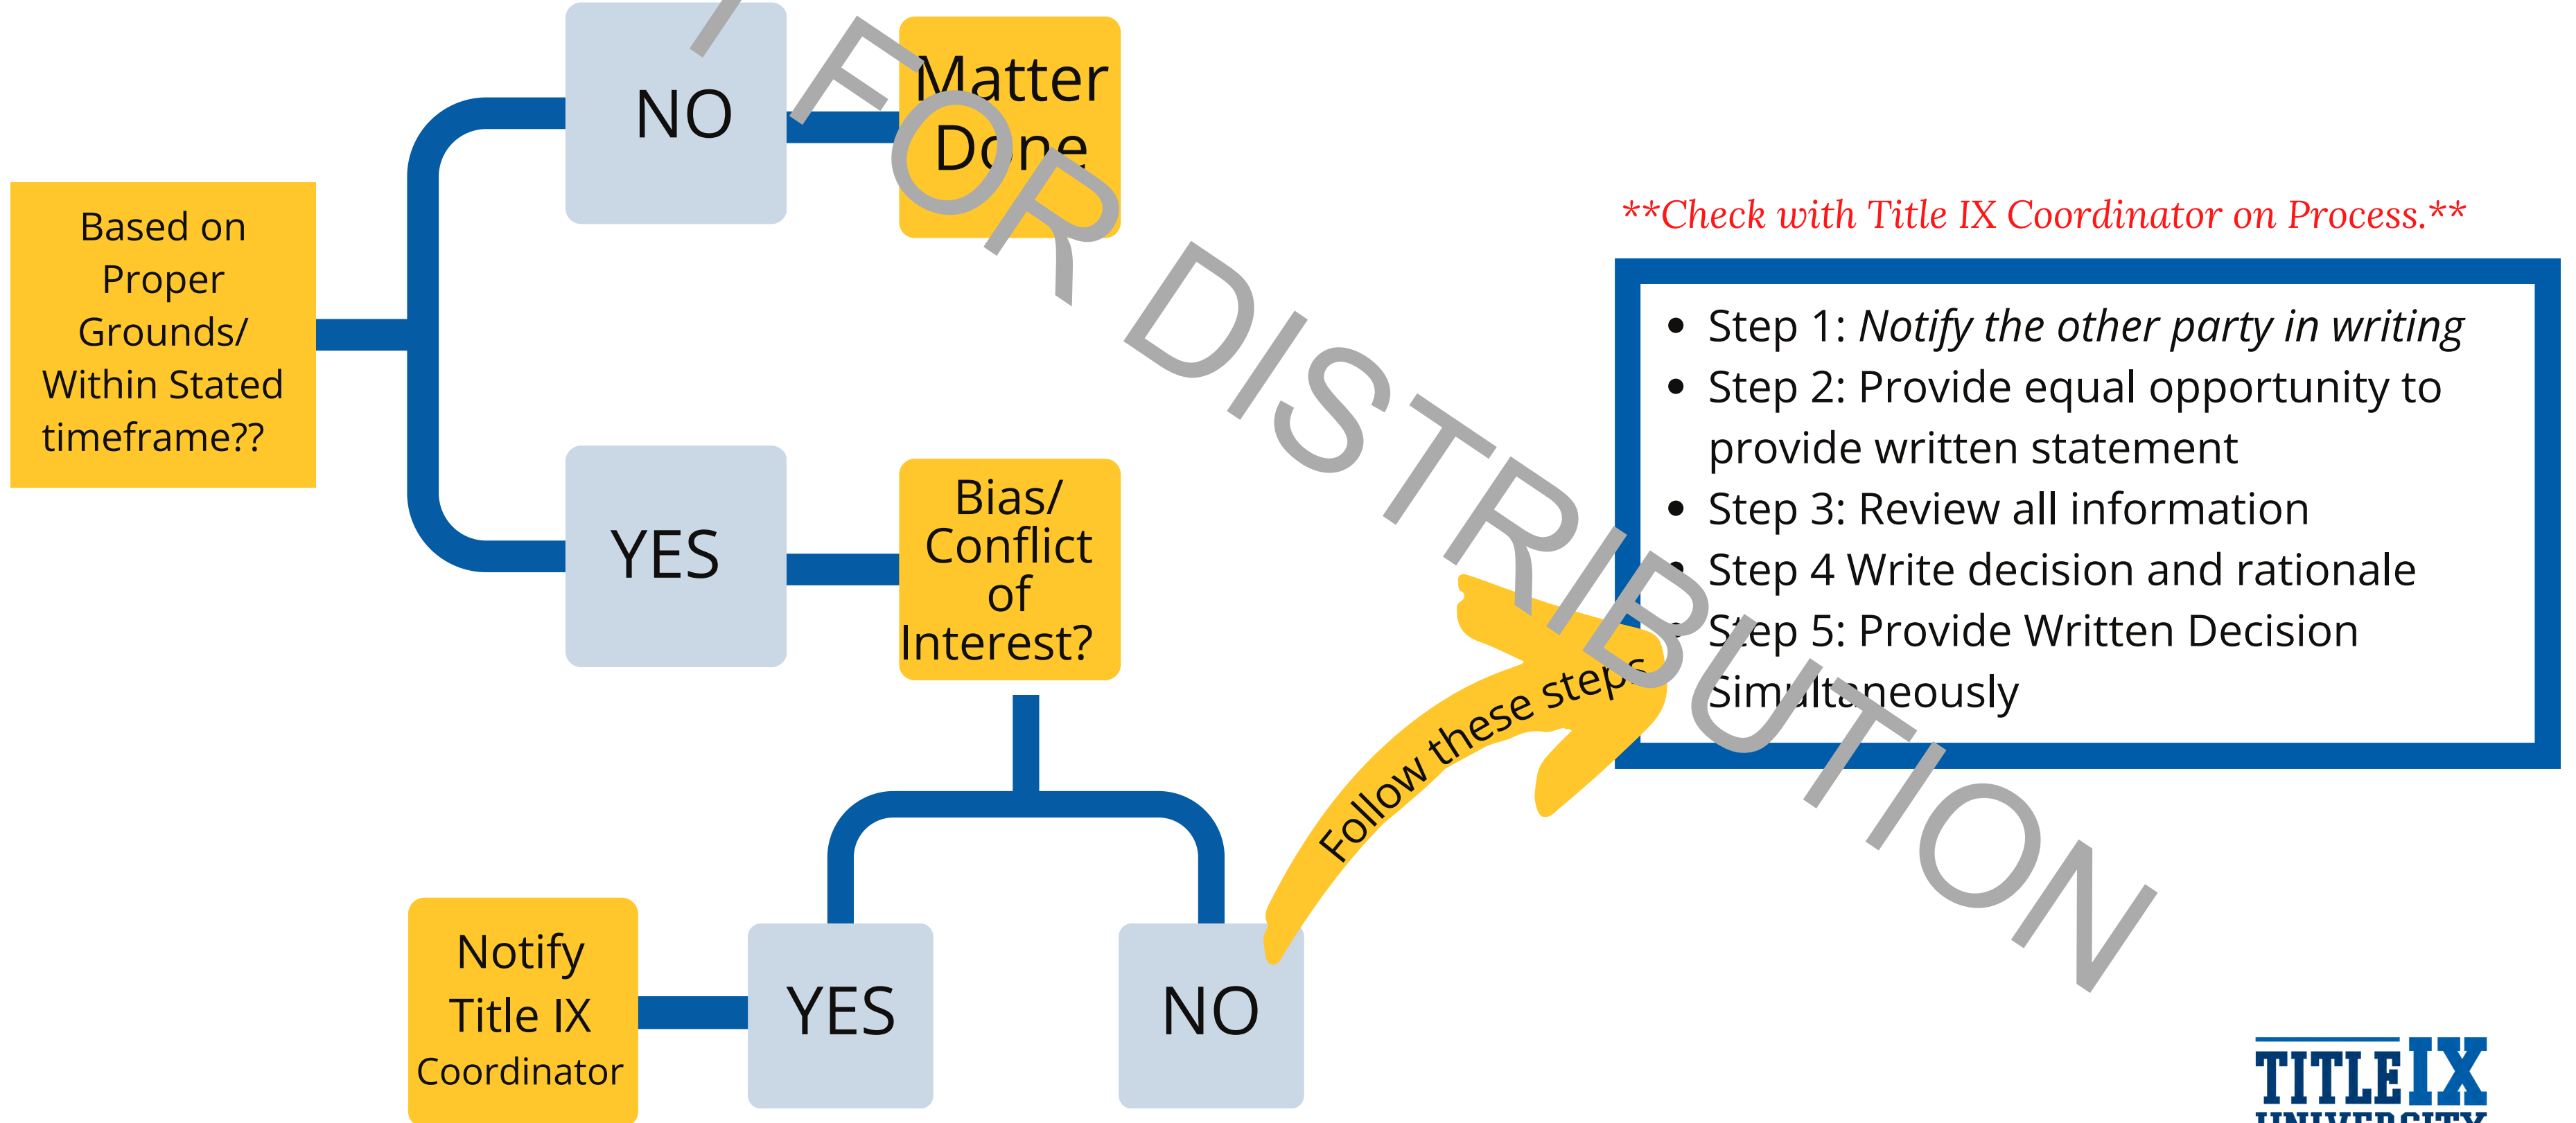 NO
Matter
Done
Based on
Proper
Grounds/
Within Stated
timeframe??
YES
Bias/
Conflict
of
Interest?
Notify
Title IX
Coordinator
YES
NO
Follow these steps
**Check with Title IX Coordinator on Process.**
• Step 1: Notify the other party in writing
• Step 2: Provide equal opportunity to
provide written statement
• Step 3: Review all information
• Step 4 Write decision and rationale
• Step 5: Provide Written Decision
Simultaneously
FOR DISTRIBUTION
TITLE IX
UNIVERSITY